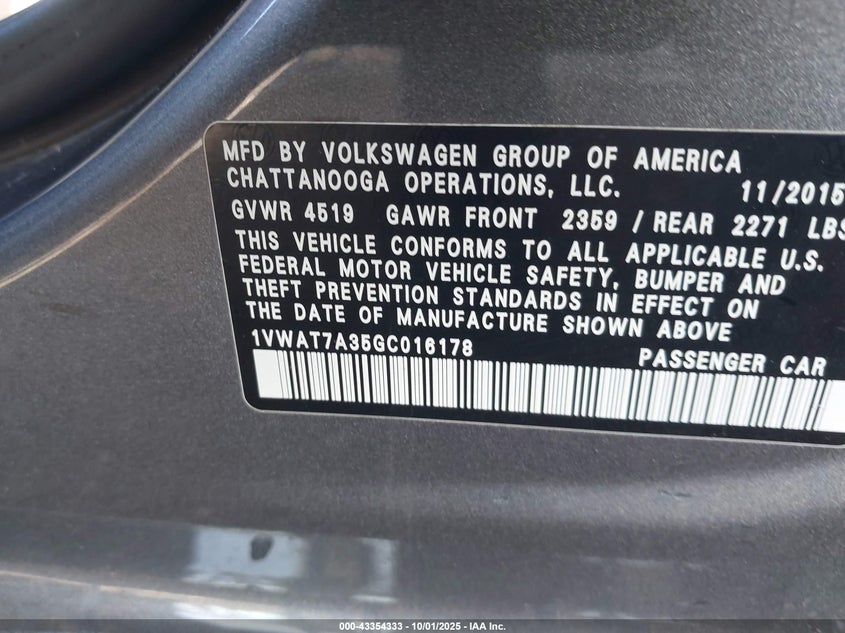 MFD BY VOLKSWAGEN GROUP OF AMERICA
CHATTANOOGA OPERATIONS, LLC. 11/2015
GVWR 4519 GAWR FRONT 2359 / REAR 2271 LBS
THIS VEHICLE CONFORMS TO ALL APPLICABLE U.S.
FEDERAL MOTOR VEHICLE SAFETY, BUMPER AND
THEFT PREVENTION STANDARDS IN EFFECT ON
THE DATE OF MANUFACTURE SHOWN ABOVE
1VWAT7A35GC016178 PASSENGER CAR
000-43354333 - 10/01/2025 - IAA Inc.